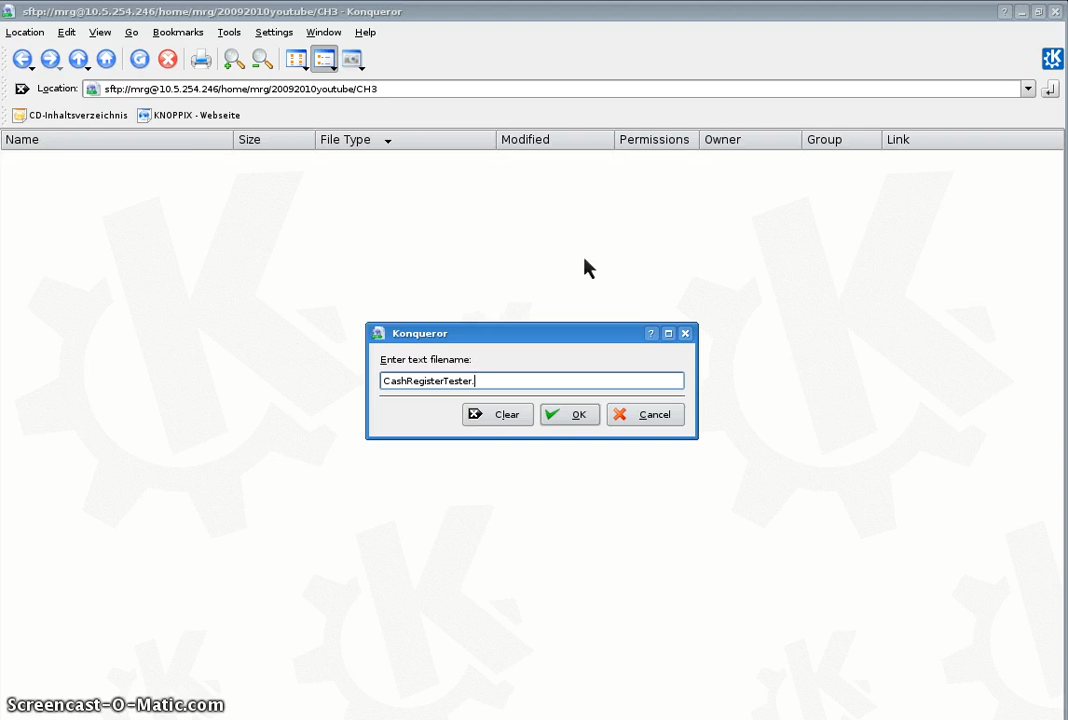 sftp://mrg@10.5.254.246/home/mrg/20092010youtube/CH3 - Konqueror
Location Edit View Go Bookmarks Tools Settings Window Help
Location: sftp://mrg@10.5.254.246/home/mrg/20092010youtube/CH3
CD-Inhaltsverzeichnis KNOPPIX - Webseite
Name Size File Type Modified Permissions Owner Group Link
Konqueror
Enter text filename:
CashRegisterTester.
Clear OK Cancel
Screencast-O-Matic.com